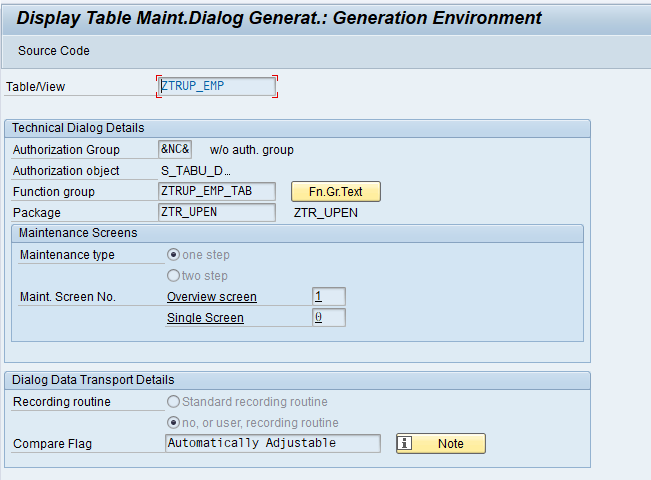 Display Table Maint.Dialog Generat.: Generation Environment
Source Code
Table/View ZTRUP_EMP
Technical Dialog Details
Authorization Group &NC& w/o auth. group
Authorization object S_TABU_D...
Function group ZTRUP_EMP_TAB Fn.Gr.Text
Package ZTR_UPEN ZTR_UPEN
Maintenance Screens
Maintenance type one step
two step
Maint. Screen No. Overview screen 1
Single Screen 0
Dialog Data Transport Details
Recording routine Standard recording routine
no, or user, recording routine
Compare Flag Automatically Adjustable Note